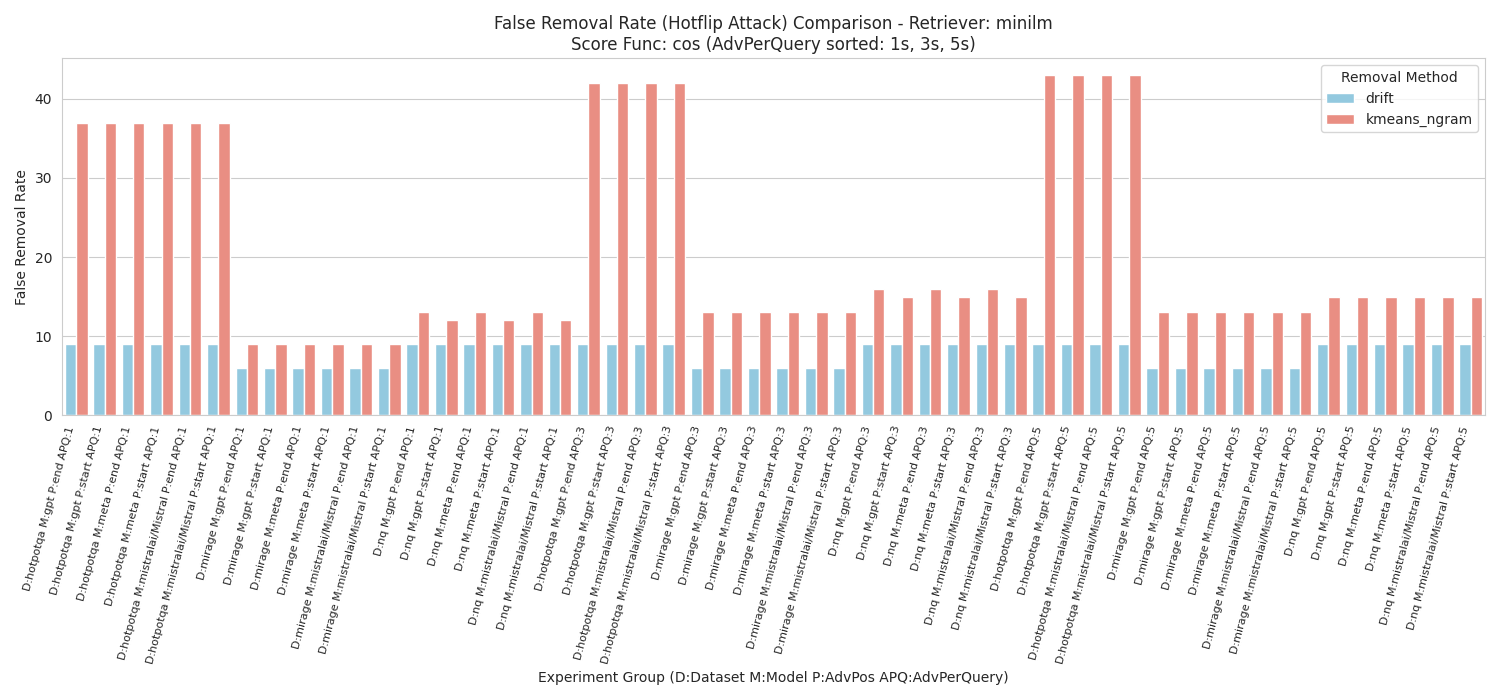 False Removal Rate (Hotflip Attack) Comparison - Retriever: minilm
Score Func: cos (AdvPerQuery sorted: 1s, 3s, 5s)
Removal Method
drift
kmeans_ngram
False Removal Rate
40
30
20
10
0
D:hotpotqa M:gpt P:end APQ:1
D:hotpotqa M:gpt P:start APQ:1
D:hotpotqa M:meta P:end APQ:1
D:hotpotqa M:meta P:start APQ:1
D:hotpotqa M:mistralai/Mistral P:end APQ:1
D:hotpotqa M:mistralai/Mistral P:start APQ:1
D:mirage M:gpt P:end APQ:1
D:mirage M:gpt P:start APQ:1
D:mirage M:meta P:end APQ:1
D:mirage M:meta P:start APQ:1
D:mirage M:mistralai/Mistral P:end APQ:1
D:mirage M:mistralai/Mistral P:start APQ:1
D:nq M:gpt P:end APQ:1
D:nq M:gpt P:start APQ:1
D:nq M:meta P:end APQ:1
D:nq M:meta P:start APQ:1
D:nq M:mistralai/Mistral P:end APQ:1
D:nq M:mistralai/Mistral P:start APQ:1
D:hotpotqa M:gpt P:end APQ:3
D:hotpotqa M:gpt P:start APQ:3
D:hotpotqa M:mistralai/Mistral P:end APQ:3
D:hotpotqa M:mistralai/Mistral P:start APQ:3
D:mirage M:gpt P:end APQ:3
D:mirage M:gpt P:start APQ:3
D:mirage M:meta P:end APQ:3
D:mirage M:meta P:start APQ:3
D:mirage M:mistralai/Mistral P:end APQ:3
D:mirage M:mistralai/Mistral P:start APQ:3
D:nq M:gpt P:end APQ:3
D:nq M:gpt P:start APQ:3
D:nq M:meta P:end APQ:3
D:nq M:meta P:start APQ:3
D:nq M:mistralai/Mistral P:end APQ:3
D:nq M:mistralai/Mistral P:start APQ:3
D:hotpotqa M:gpt P:end APQ:5
D:hotpotqa M:gpt P:start APQ:5
D:hotpotqa M:mistralai/Mistral P:end APQ:5
D:hotpotqa M:mistralai/Mistral P:start APQ:5
D:mirage M:gpt P:end APQ:5
D:mirage M:gpt P:start APQ:5
D:mirage M:meta P:end APQ:5
D:mirage M:meta P:start APQ:5
D:mirage M:mistralai/Mistral P:end APQ:5
D:mirage M:mistralai/Mistral P:start APQ:5
D:nq M:gpt P:end APQ:5
D:nq M:gpt P:start APQ:5
D:nq M:meta P:end APQ:5
D:nq M:meta P:start APQ:5
D:nq M:mistralai/Mistral P:end APQ:5
D:nq M:mistralai/Mistral P:start APQ:5
Experiment Group (D:Dataset M:Model P:AdvPos APQ:AdvPerQuery)